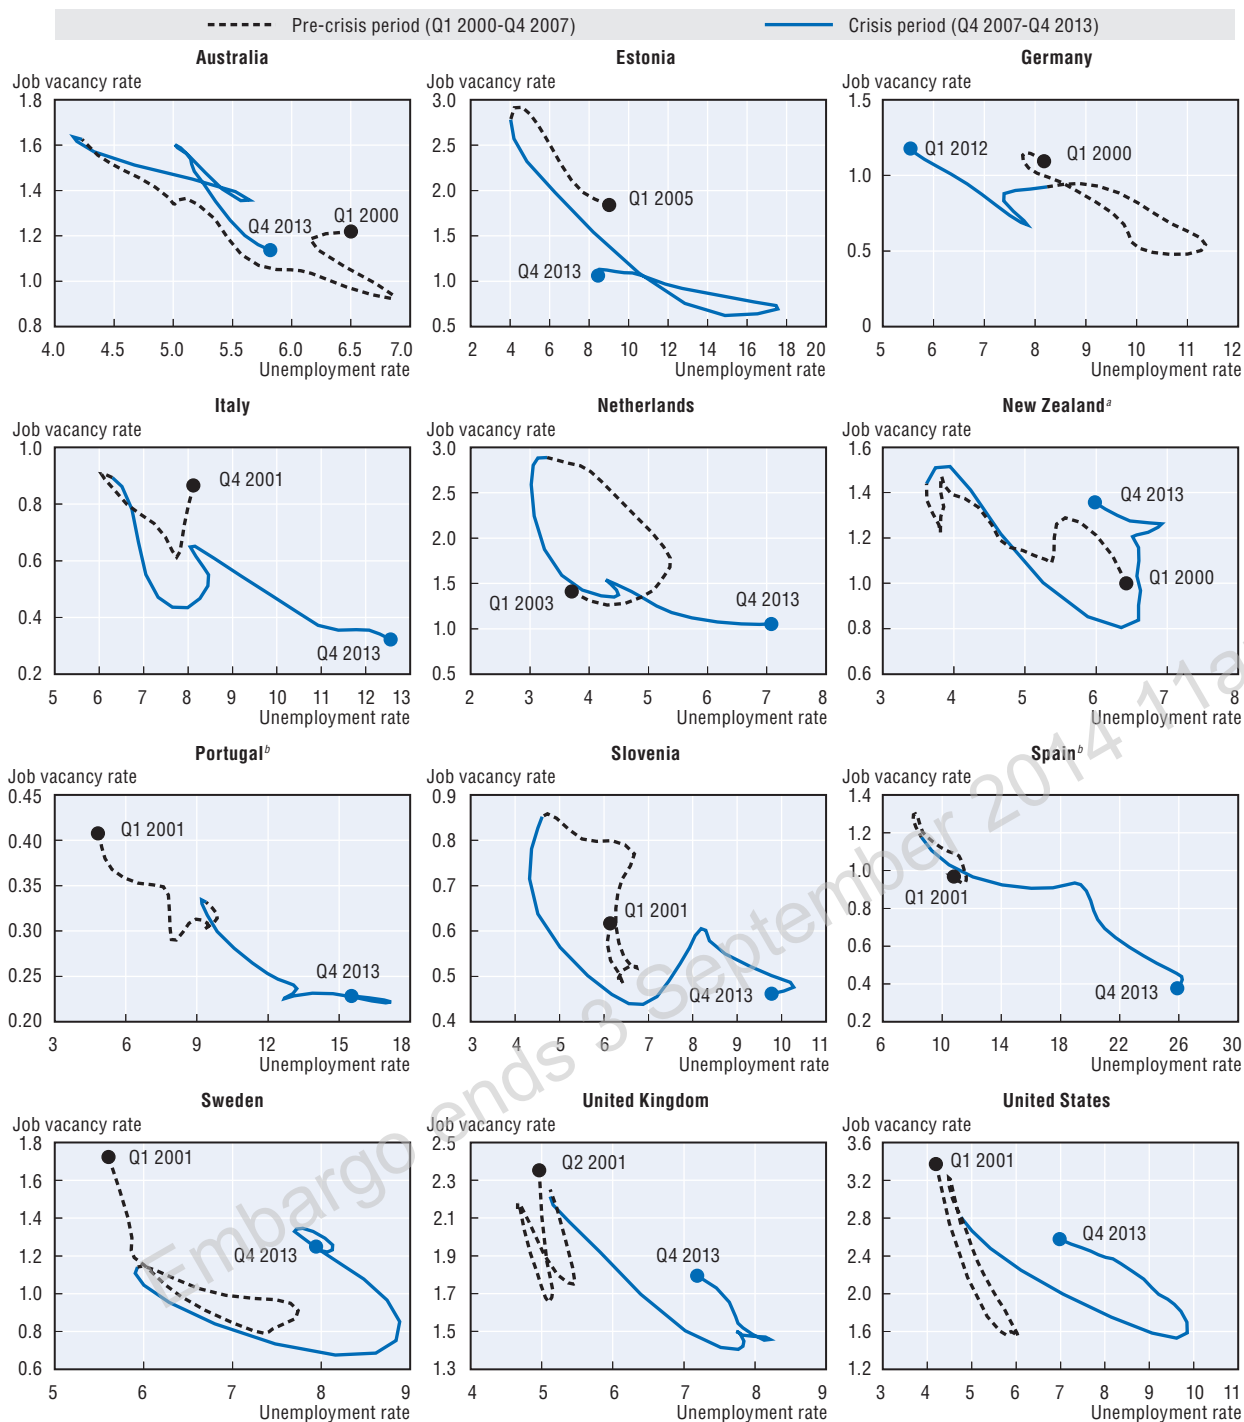 Pre-crisis period (Q1 2000-Q4 2007) Crisis period (Q4 2007-Q4 2013)
Australia
Job vacancy rate
1.8
1.6
1.4
1.2
1.0
0.8
Q4 2013
Q1 2000
4.0 4.5 5.0 5.5 6.0 6.5 7.0
Unemployment rate
Estonia
Job vacancy rate
3.0
2.5
2.0
1.5
1.0
0.5
Q1 2005
Q4 2013
2 4 6 8 10 12 14 16 18 20
Unemployment rate
Germany
Job vacancy rate
1.5
1.0
0.5
0
Q1 2012
Q1 2000
5 6 7 8 9 10 11 12
Unemployment rate
Italy
Job vacancy rate
1.0
0.8
0.6
0.4
0.2
Q4 2001
Q4 2013
5 6 7 8 9 10 11 12 13
Unemployment rate
Netherlands
Job vacancy rate
3.0
2.5
2.0
1.5
1.0
0.5
Q1 2003
Q4 2013
2 3 4 5 6 7 8
Unemployment rate
New Zealand a
Job vacancy rate
1.6
1.4
1.2
1.0
0.8
0.6
Q4 2013
Q1 2000
3 4 5 6 7 8
Unemployment rate
Portugal b
Job vacancy rate
0.45
0.40
0.35
0.30
0.25
0.20
Q1 2001
Q4 2013
3 6 9 12 15 18
Unemployment rate
Slovenia
Job vacancy rate
0.9
0.8
0.7
0.6
0.5
0.4
Q1 2001
Q4 2013
3 4 5 6 7 8 9 10 11
Unemployment rate
Spain b
Job vacancy rate
1.4
1.2
1.0
0.8
0.6
0.4
0.2
Q1 2001
Q4 2013
6 10 14 18 22 26 30
Unemployment rate
Sweden
Job vacancy rate
1.8
1.6
1.4
1.2
1.0
0.8
0.6
Q1 2001
Q4 2013
5 6 7 8 9
Unemployment rate
United Kingdom
Job vacancy rate
2.5
2.3
2.1
1.9
1.7
1.5
1.3
Q2 2001
Q4 2013
4 5 6 7 8 9
Unemployment rate
United States
Job vacancy rate
3.6
3.2
2.8
2.4
2.0
1.6
1.2
Q1 2001
Q4 2013
3 4 5 6 7 8 9 10 11
Unemployment rate
Embargo ends 3 September 2014 11a